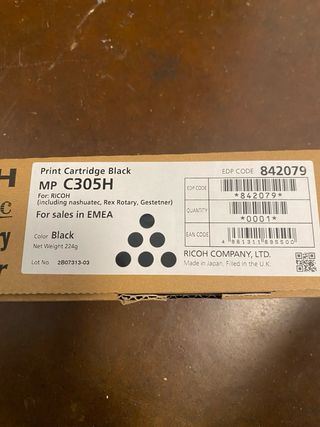 Print Cartridge Black
MP C305H
For: RICOH
(including nashuatec, Rex Rotary, Gestetner)
For sales in EMEA
Color Black
Net Weight 224g
Lot No. 2B07313-03
EDP CODE 842079
EDP CODE
*842079*
QUANTITY
*0001*
EAN CODE
4961311895500
RICOH COMPANY, LTD.
Made in Japan, Filled in the U.K.
H
C
y
r